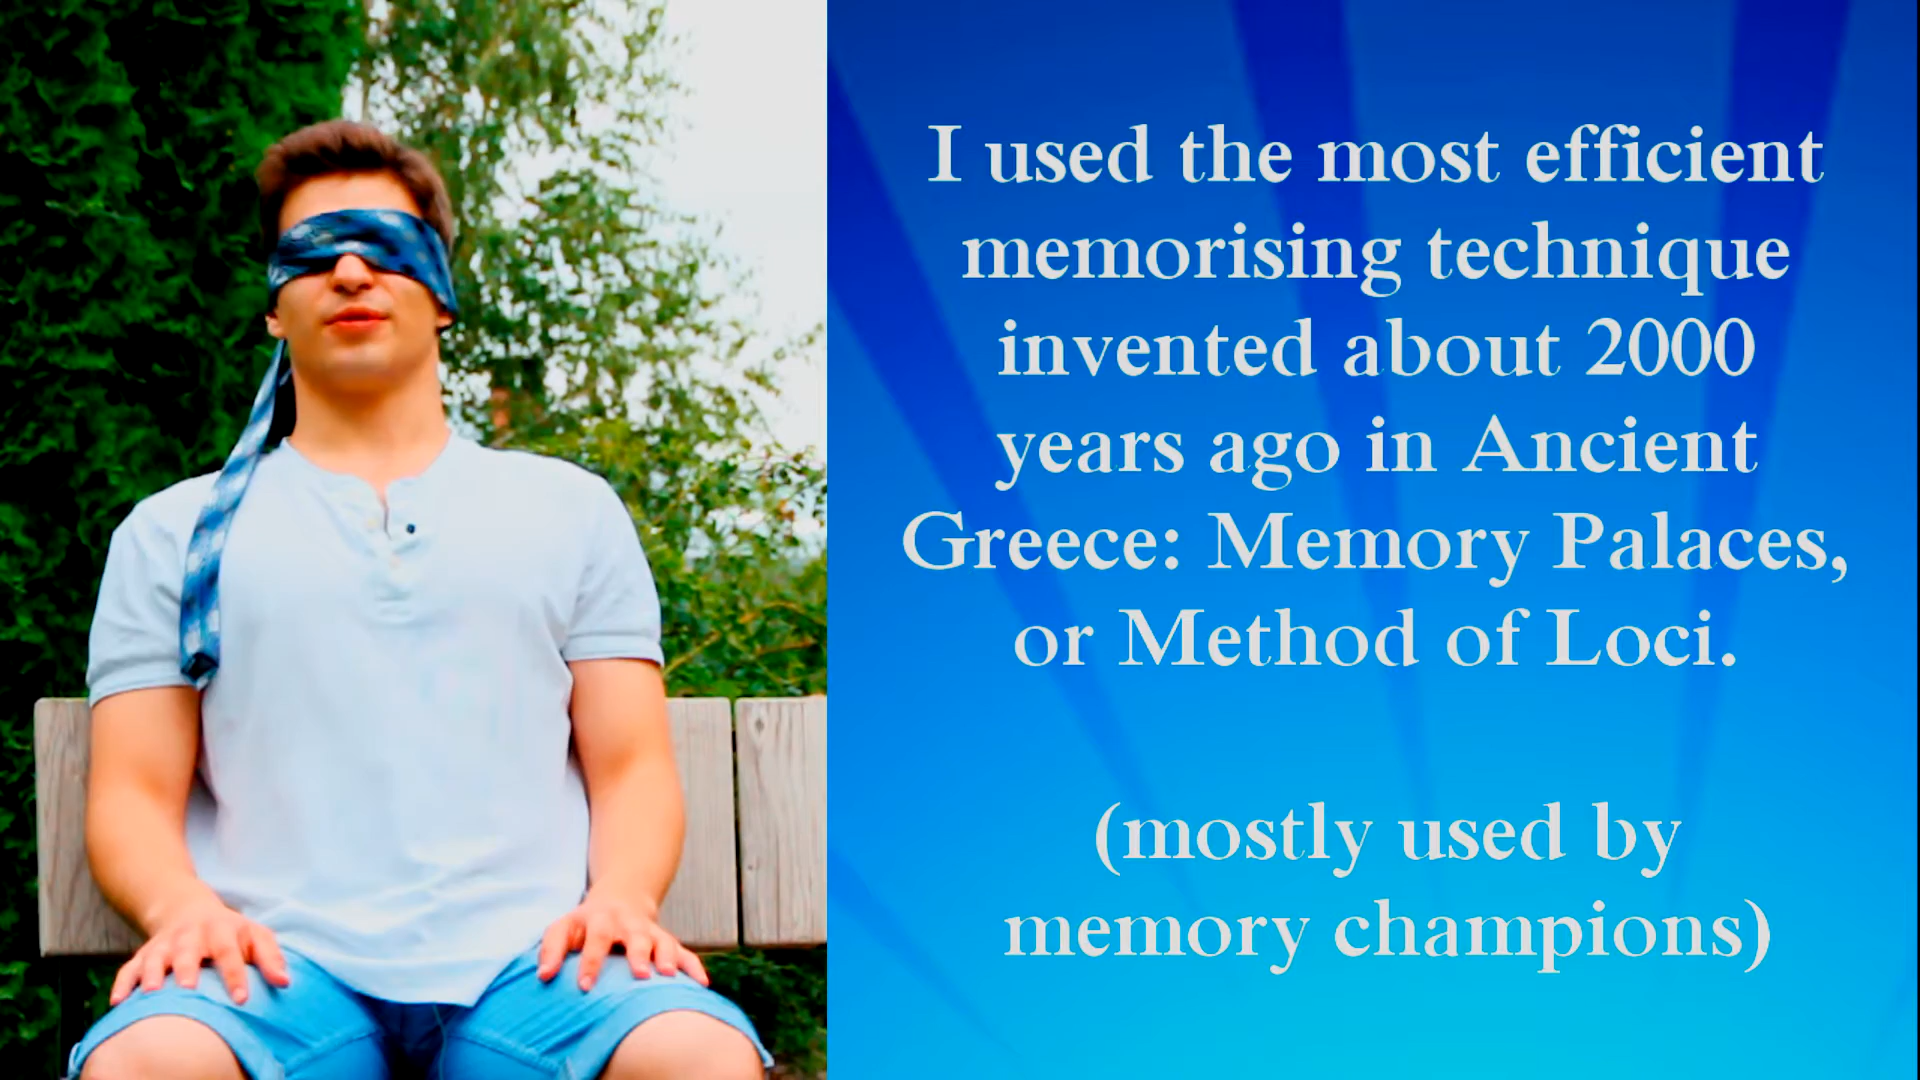 I used the most efficient
memorising technique
invented about 2000
years ago in Ancient
Greece: Memory Palaces,
or Method of Loci.
(mostly used by
memory champions)